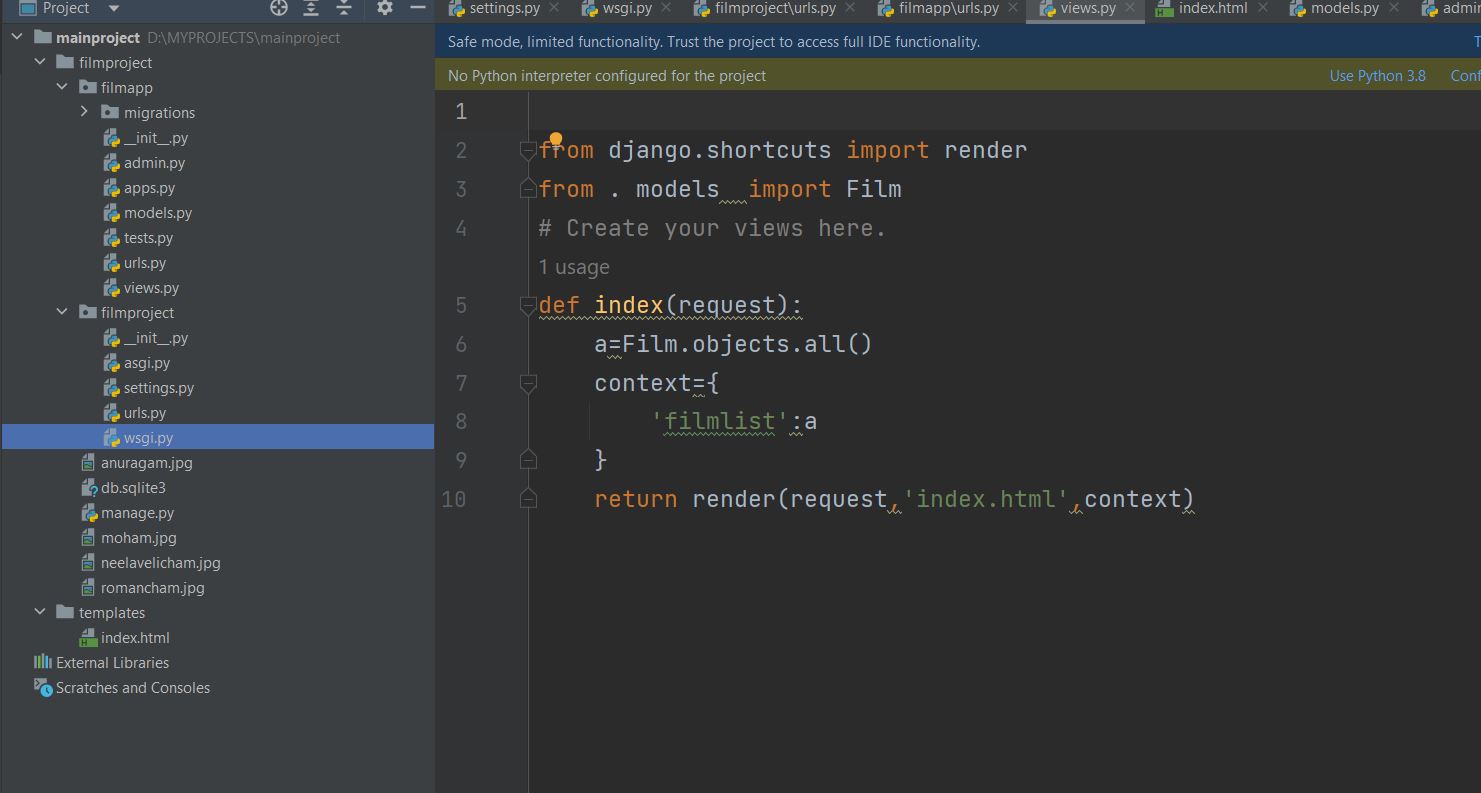 Project
settings.py
wsgi.py
filmproject\urls.py
filmapp\urls.py
views.py
index.html
models.py
mainproject D:\MYPROJECTS\mainproject
filmproject
filmapp
migrations
__init__.py
admin.py
apps.py
models.py
tests.py
urls.py
views.py
filmproject
__init__.py
asgi.py
settings.py
urls.py
wsgi.py
anuragam.jpg
db.sqlite3
manage.py
moham.jpg
neelavelicham.jpg
romancham.jpg
templates
index.html
External Libraries
Scratches and Consoles
Safe mode, limited functionality. Trust the project to access full IDE functionality.
No Python interpreter configured for the project Use Python 3.8
1
2 from django.shortcuts import render
3 from . models  import Film
4 # Create your views here.
1 usage
5 def index(request):
6 a=Film.objects.all()
7 context={
8 'filmlist':a
9 }
10 return render(request,'index.html',context)